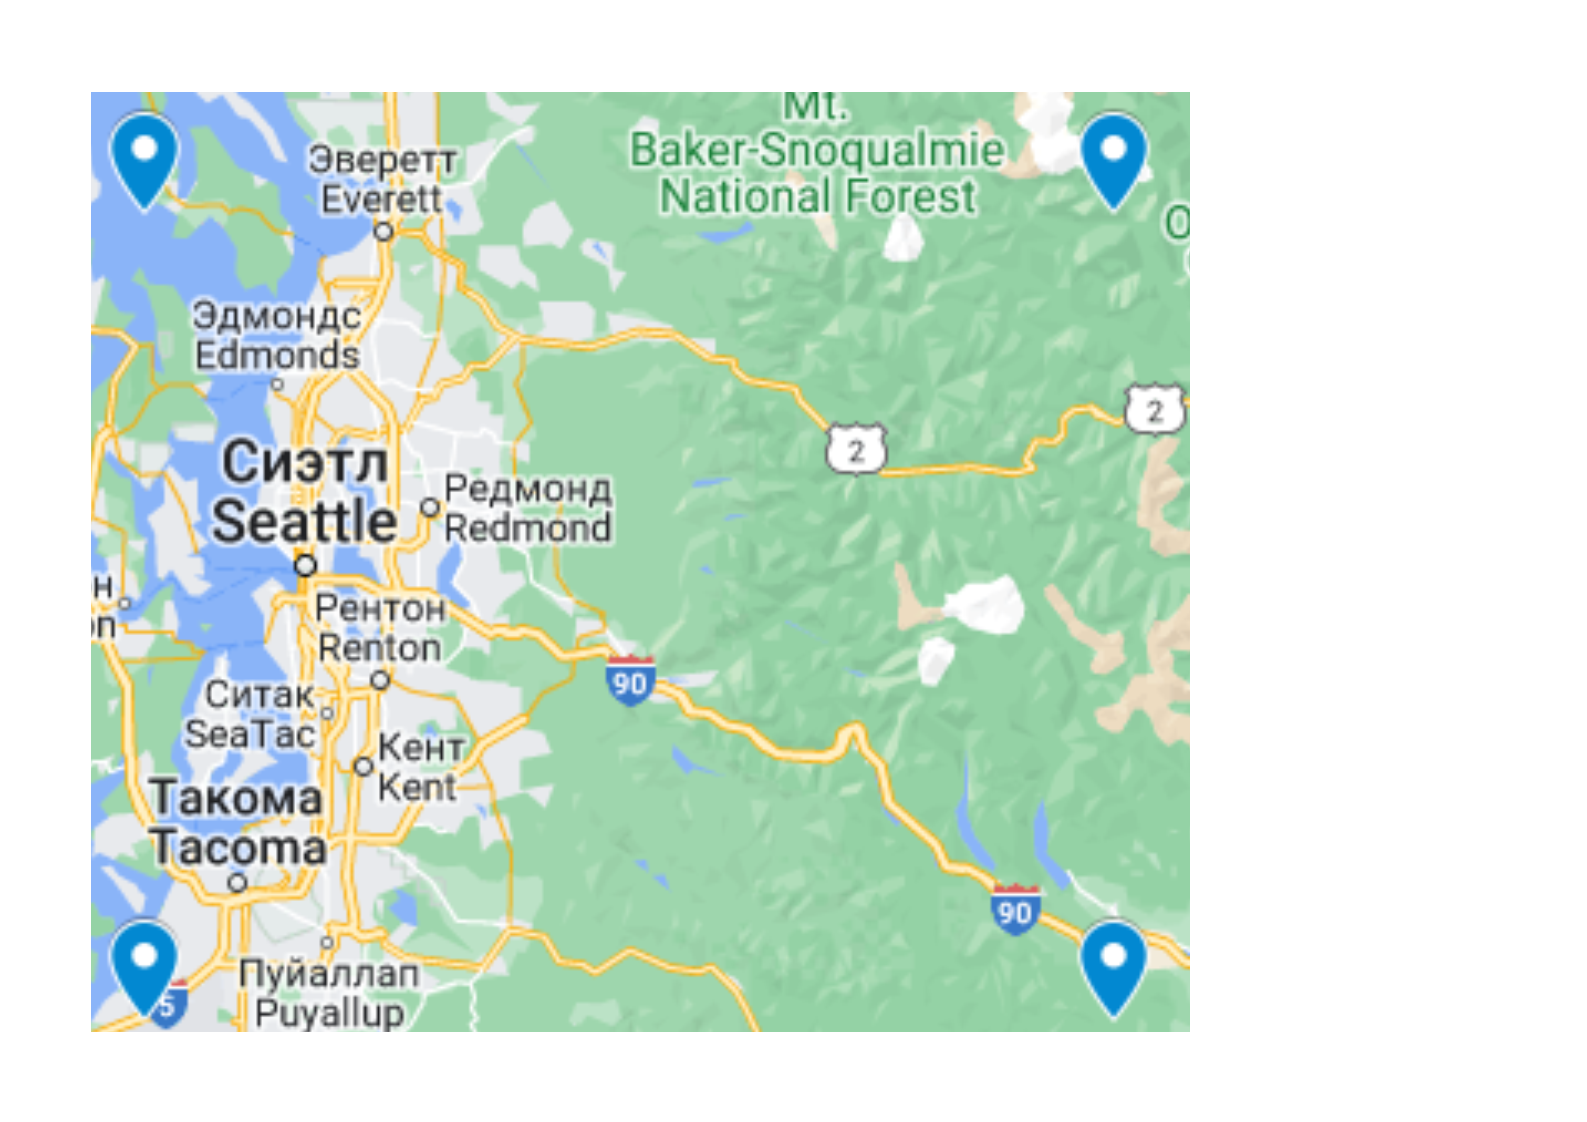 Mt.
Baker-Snoqualmie
National Forest
Эверетт
Everett
O
Эдмондс
Edmonds
2
2
Сиэтл
Seattle
Редмонд
Redmond
н
on
Рентон
Renton
90
Ситак
SeaTac
Кент
Kent
Такома
Tacoma
90
Пуйаллап
Puyallup
5